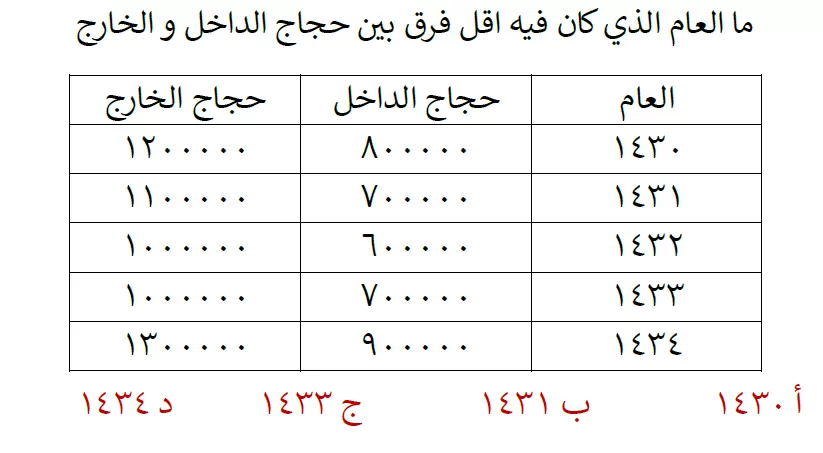 ما العام الذي كان فيه اقل فرق بين حجاج الداخل و الخارج
العام حجاج الداخل حجاج الخارج
١٤٣٠ ٨٠٠٠٠٠ ١٢٠٠٠٠٠
١٤٣١ ٧٠٠٠٠٠ ١١٠٠٠٠٠
١٤٣٢ ٦٠٠٠٠٠ ١٠٠٠٠٠٠
١٤٣٣ ٧٠٠٠٠٠ ١٠٠٠٠٠٠
١٤٣٤ ٩٠٠٠٠٠ ١٣٠٠٠٠٠
أ ١٤٣٠ ب ١٤٣١ ج ١٤٣٣ د ١٤٣٤